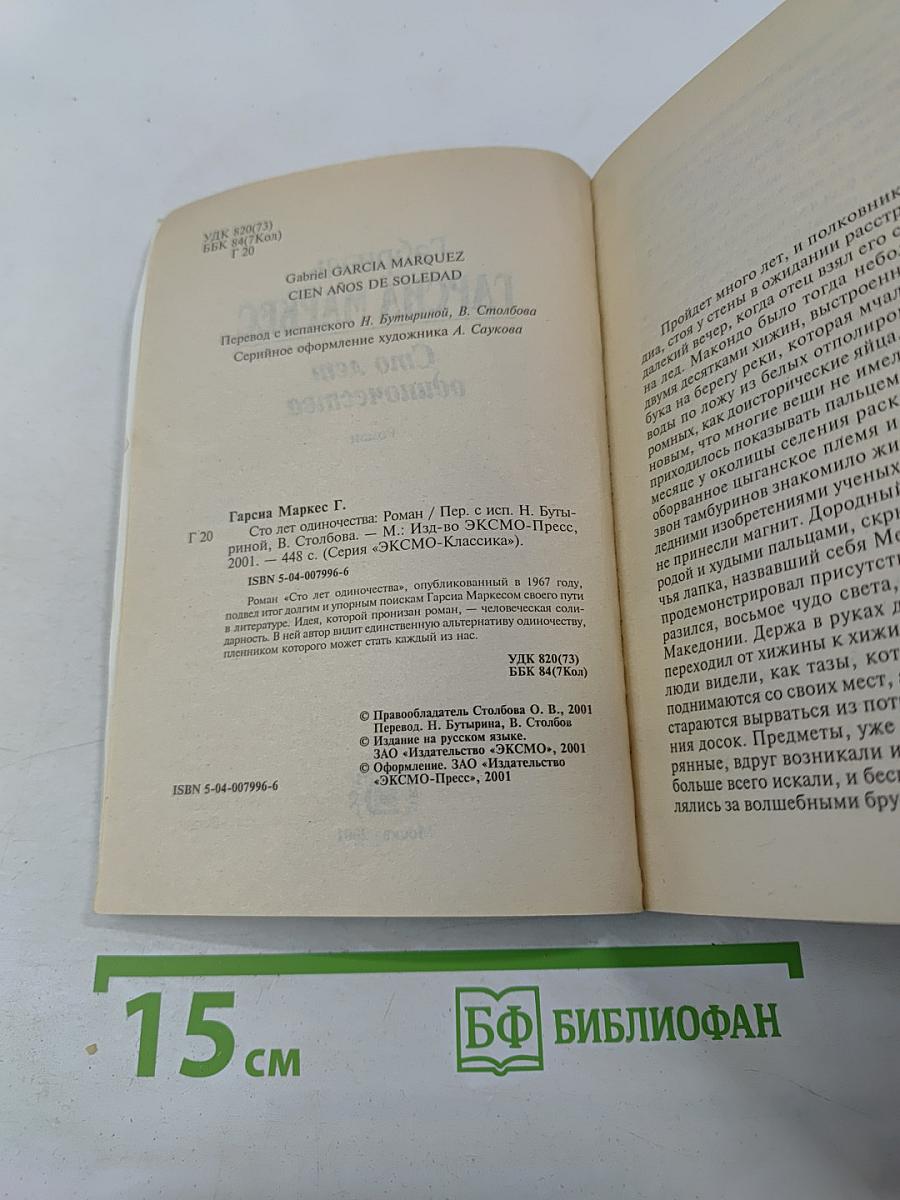 УДК 820(73)
ББК 84(7Кол)
Г 20
Gabriel GARCIA MARQUEZ
CIEN AÑOS DE SOLEDAD
Перевод с испанского Н. Бутыриной, В. Столбова
Серийное оформление художника А. Саукова
Гарсиа Маркес Г.
Г 20 Сто лет одиночества: Роман / Пер. с исп. Н. Буты-
риной, В. Столбова. — М.: Изд-во ЭКСМО-Пресс,
2001. — 448 с. (Серия «ЭКСМО-Классика»).
ISBN 5-04-007996-6
Роман «Сто лет одиночества», опубликованный в 1967 году,
подвел итог долгим и упорным поискам Гарсиа Маркесом своего пути
в литературе. Идея, которой пронизан роман, — человеческая соли-
дарность. В ней автор видит единственную альтернативу одиночеству,
пленником которого может стать каждый из нас.
УДК 820(73)
ББК 84(7Кол)
© Правообладатель Столбова О. В., 2001
Перевод. Н. Бутырина, В. Столбов
© Издание на русском языке.
ЗАО «Издательство «ЭКСМО», 2001
© Оформление. ЗАО «Издательство
«ЭКСМО-Пресс», 2001
ISBN 5-04-007996-6
Пройдет много лет, и полковник
диа, стоя у стены в ожидании расстр
далекий вечер, когда отец взял его с
на лед. Макондо было тогда небол
двумя десятками хижин, выстроенн
бука на берегу реки, которая мчал
воды по ложу из белых отполиров
ромных, как доисторические яйца.
новым, что многие вещи не имел
приходилось показывать пальцем
месяце у околицы селения раск
оборванное цыганское племя и
звон тамбуринов знакомило жи
ледними изобретениями ученых
не принесли магнит. Дородный
родой и худыми пальцами, скрю
чья лапка, назвавший себя Ме
продемонстрировал присутст
разился, восьмое чудо света,
Македонии. Держа в руках д
переходил от хижины к хижи
люди видели, как тазы, кот
поднимаются со своих мест,
стараются вырваться из пот
ния досок. Предметы, уже
рянные, вдруг возникали и
больше всего искали, и бесп
лялись за волшебными бру
15 см
БФ БИБЛИОФАН